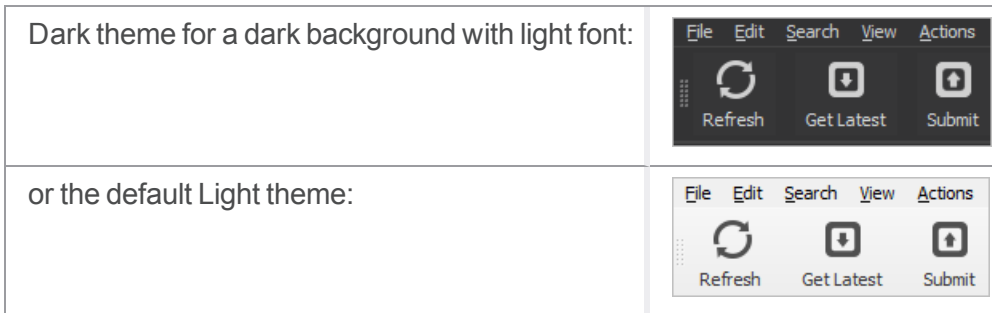 Dark theme for a dark background with light font:
File Edit Search View Actions
Refresh Get Latest Submit
or the default Light theme:
File Edit Search View Actions
Refresh Get Latest Submit